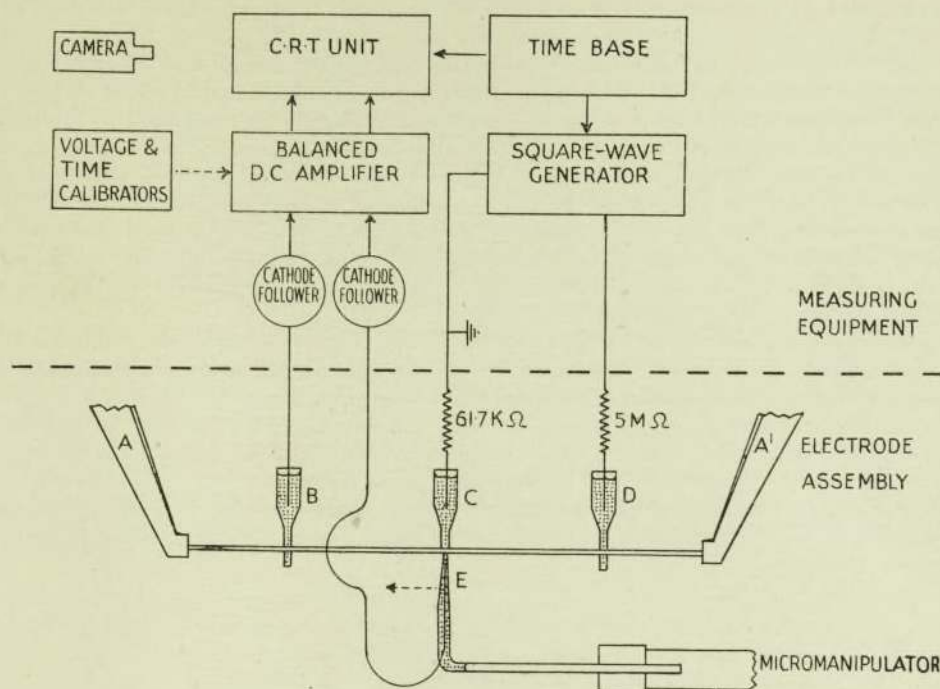 CAMERA
C·R·T UNIT
TIME BASE
VOLTAGE &
TIME
CALIBRATORS
BALANCED
D.C AMPLIFIER
SQUARE-WAVE
GENERATOR
CATHODE
FOLLOWER
CATHODE
FOLLOWER
MEASURING
EQUIPMENT
61·7KΩ
5MΩ
A
A'
ELECTRODE
ASSEMBLY
B
C
D
E
MICROMANIPULATOR